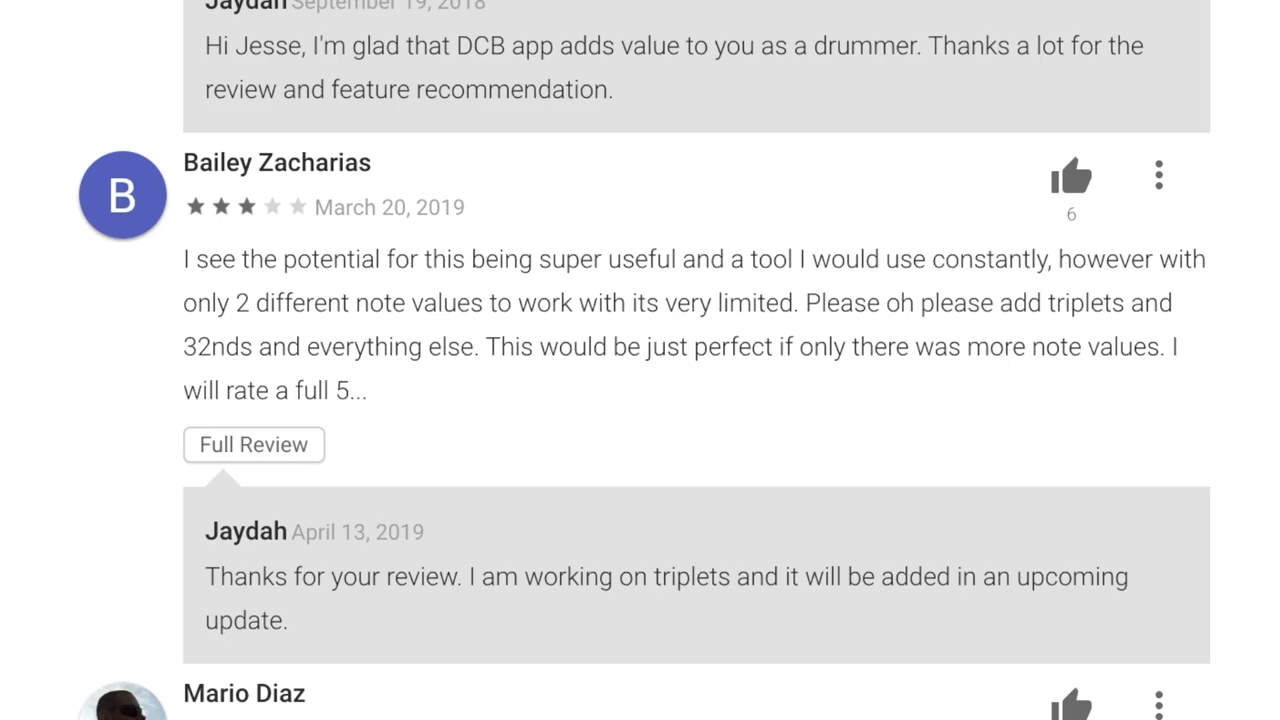 Jaydah September 19, 2018
Hi Jesse, I'm glad that DCB app adds value to you as a drummer. Thanks a lot for the
review and feature recommendation.
B
Bailey Zacharias
March 20, 2019
6
I see the potential for this being super useful and a tool I would use constantly, however with
only 2 different note values to work with its very limited. Please oh please add triplets and
32nds and everything else. This would be just perfect if only there was more note values. I
will rate a full 5...
Full Review
Jaydah April 13, 2019
Thanks for your review. I am working on triplets and it will be added in an upcoming
update.
Mario Diaz